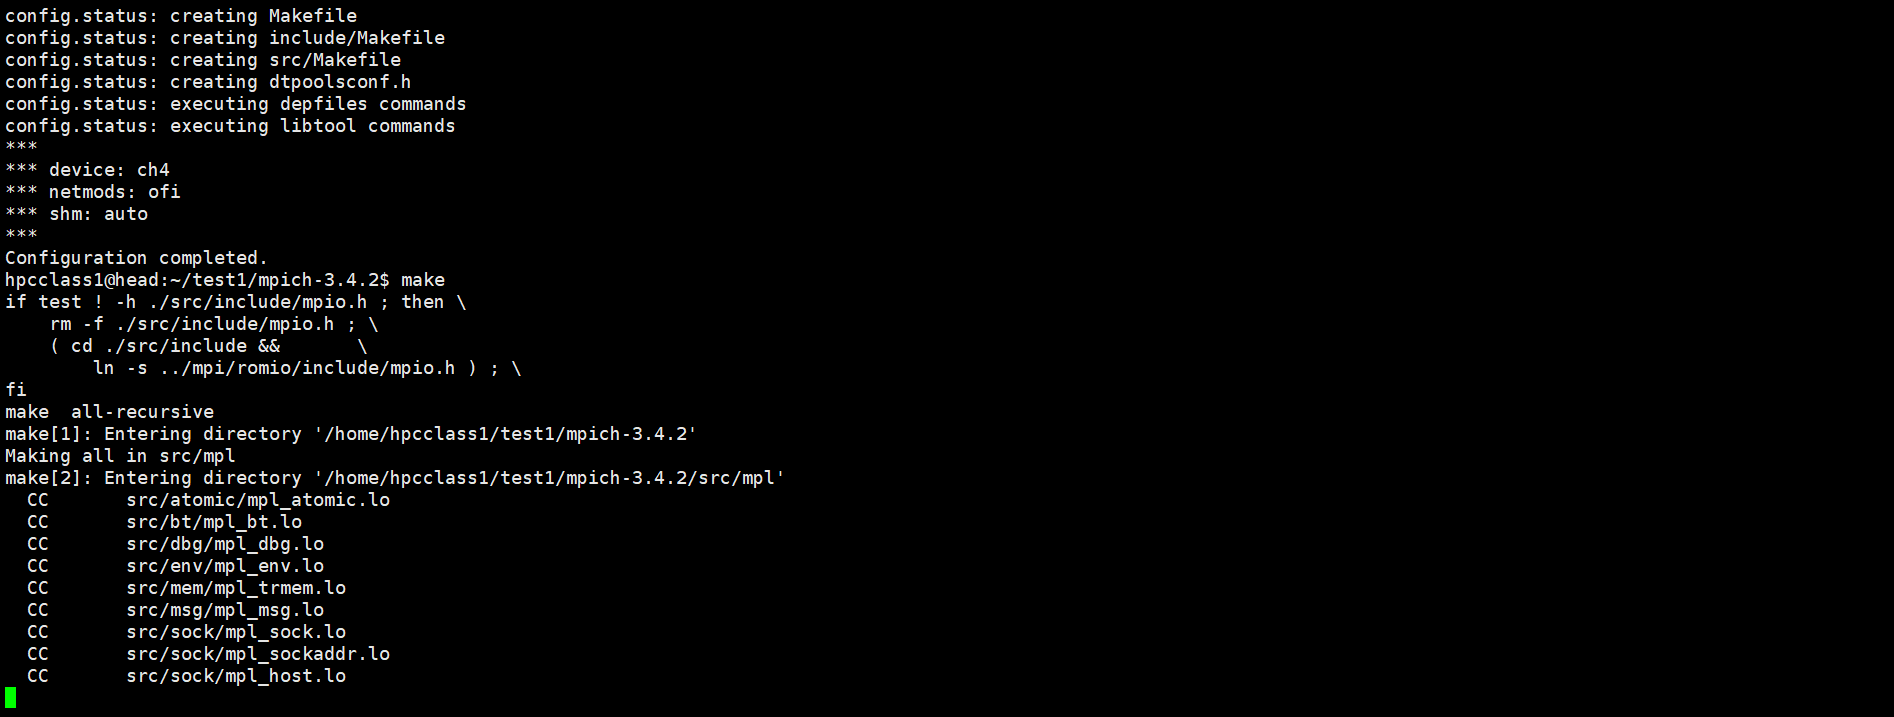 config.status: creating Makefile
config.status: creating include/Makefile
config.status: creating src/Makefile
config.status: creating dtpoolsconf.h
config.status: executing depfiles commands
config.status: executing libtool commands
***
*** device: ch4
*** netmods: ofi
*** shm: auto
***
Configuration completed.
hpcclass1@head:~/test1/mpich-3.4.2$ make
if test ! -h ./src/include/mpio.h ; then \
    rm -f ./src/include/mpio.h ; \
    ( cd ./src/include &&       \
        ln -s ../mpi/romio/include/mpio.h ) ; \
fi
make  all-recursive
make[1]: Entering directory '/home/hpcclass1/test1/mpich-3.4.2'
Making all in src/mpl
make[2]: Entering directory '/home/hpcclass1/test1/mpich-3.4.2/src/mpl'
  CC       src/atomic/mpl_atomic.lo
  CC       src/bt/mpl_bt.lo
  CC       src/dbg/mpl_dbg.lo
  CC       src/env/mpl_env.lo
  CC       src/mem/mpl_trmem.lo
  CC       src/msg/mpl_msg.lo
  CC       src/sock/mpl_sock.lo
  CC       src/sock/mpl_sockaddr.lo
  CC       src/sock/mpl_host.lo